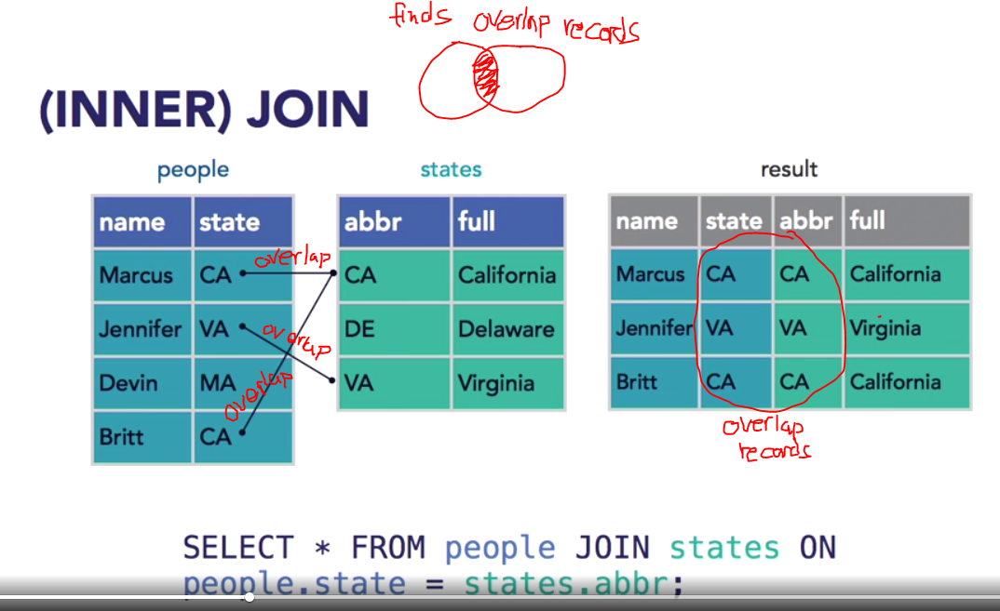 finds overlap records
(INNER) JOIN
people
name state
Marcus CA
Jennifer VA
Devin MA
Britt CA
overlap
overlap
overlap
states
abbr full
CA California
DE Delaware
VA Virginia
result
name state abbr full
Marcus CA CA California
Jennifer VA VA Virginia
Britt CA CA California
overlap
records
SELECT * FROM people JOIN states ON
people.state = states.abbr;